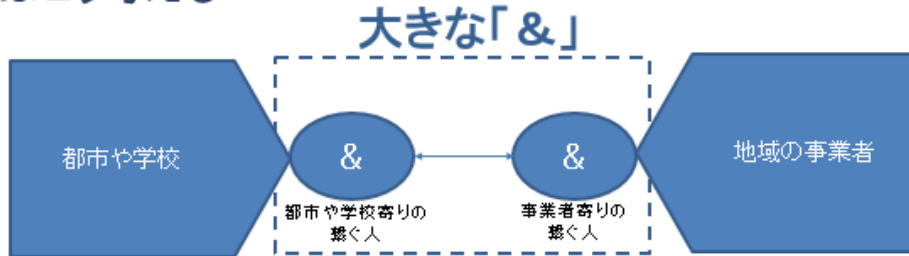 大きな「&」
都市や学校
&
&
地域の事業者
都市や学校寄りの
繋ぐ人
事業者寄りの
繋ぐ人